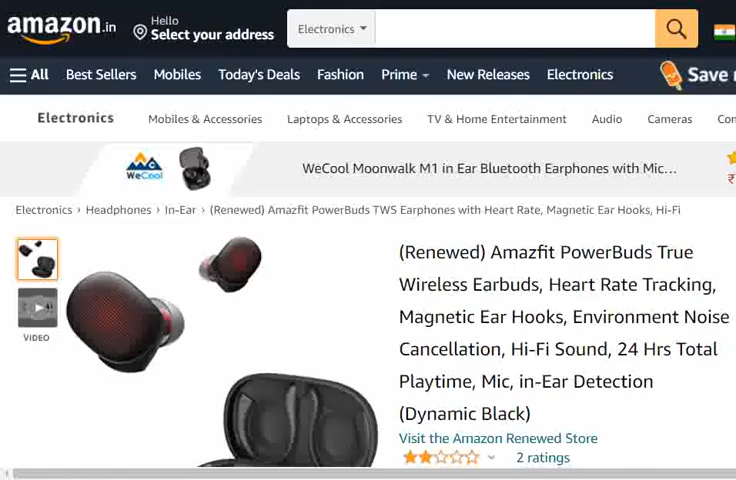 amazon.in
Hello
Select your address
Electronics
All Best Sellers Mobiles Today's Deals Fashion Prime New Releases Electronics
Save
Electronics Mobiles & Accessories Laptops & Accessories TV & Home Entertainment Audio Cameras Con
WeCool
WeCool Moonwalk M1 in Ear Bluetooth Earphones with Mic...
₹
Electronics › Headphones › In-Ear › (Renewed) Amazfit PowerBuds TWS Earphones with Heart Rate, Magnetic Ear Hooks, Hi-Fi
(Renewed) Amazfit PowerBuds True
Wireless Earbuds, Heart Rate Tracking,
Magnetic Ear Hooks, Environment Noise
Cancellation, Hi-Fi Sound, 24 Hrs Total
Playtime, Mic, in-Ear Detection
(Dynamic Black)
VIDEO
Visit the Amazon Renewed Store
2 ratings